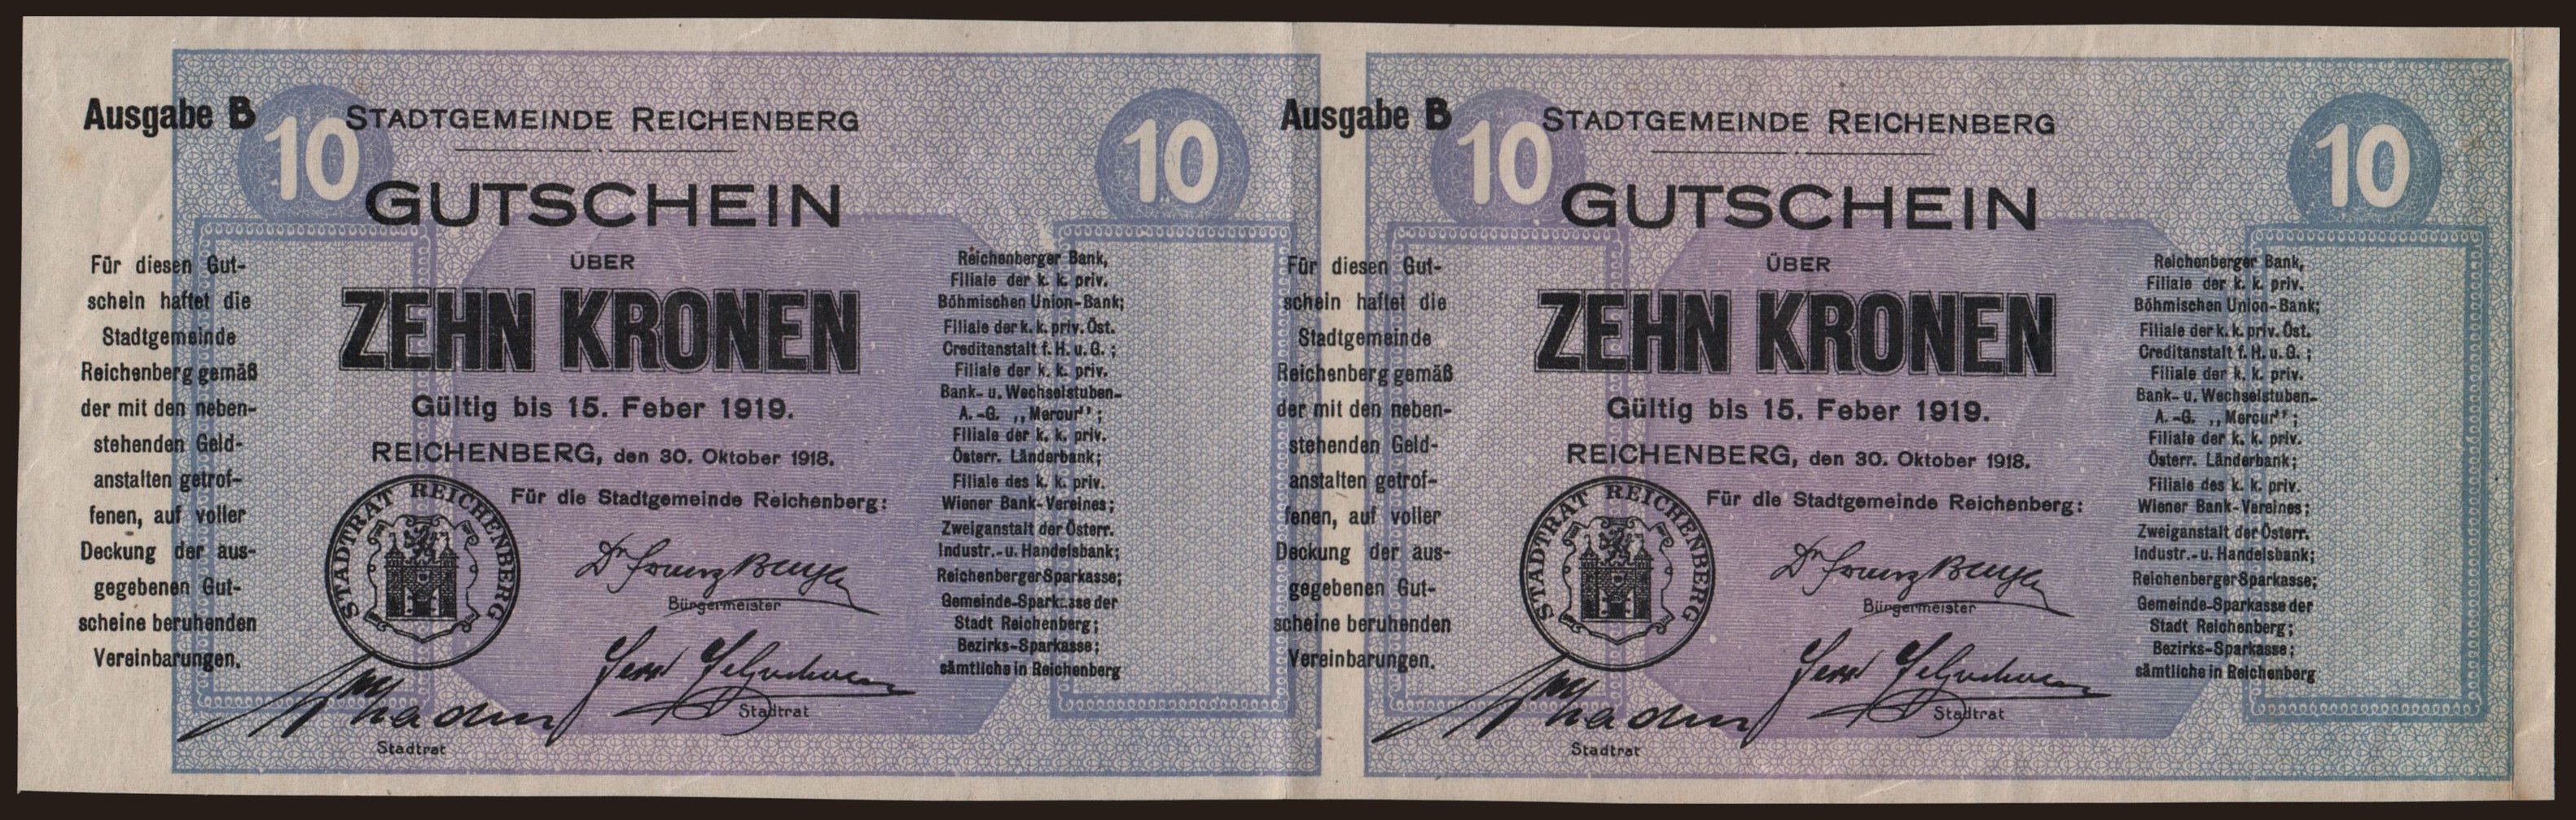 Ausgabe B
10
STADTGEMEINDE REICHENBERG
10
GUTSCHEIN
ÜBER
ZEHN KRONEN
Gültig bis 15. Feber 1919.
REICHENBERG, den 30. Oktober 1918.
Für die Stadtgemeinde Reichenberg:
STADTRAT REICHENBERG
Bürgermeister
Stadtrat
Stadtrat
Für diesen Gut-
schein haftet die
Stadtgemeinde
Reichenberg gemäß
der mit den neben-
stehenden Geld-
anstalten getrof-
fenen, auf voller
Deckung der aus-
gegebenen Gut-
scheine beruhenden
Vereinbarungen.
Reichenberger Bank,
Filiale der k. k. priv.
Böhmischen Union-Bank;
Filiale der k. k. priv. Öst.
Creditanstalt f. H. u. G. ;
Filiale der k. k. priv.
Bank- u. Wechselstuben-
A.-G. ,,Mercur'' ;
Filiale der k. k. priv.
Österr. Länderbank;
Filiale des k. k. priv.
Wiener Bank-Vereines;
Zweiganstalt der Österr.
Industr.- u. Handelsbank;
Reichenberger Sparkasse;
Gemeinde-Sparkasse der
Stadt Reichenberg;
Bezirks-Sparkasse;
sämtliche in Reichenberg
Ausgabe B
10
STADTGEMEINDE REICHENBERG
10
GUTSCHEIN
ÜBER
ZEHN KRONEN
Gültig bis 15. Feber 1919.
REICHENBERG, den 30. Oktober 1918.
Für die Stadtgemeinde Reichenberg:
STADTRAT REICHENBERG
Bürgermeister
Stadtrat
Stadtrat
Für diesen Gut-
schein haftet die
Stadtgemeinde
Reichenberg gemäß
der mit den neben-
stehenden Geld-
anstalten getrof-
fenen, auf voller
Deckung der aus-
gegebenen Gut-
scheine beruhenden
Vereinbarungen.
Reichenberger Bank,
Filiale der k. k. priv.
Böhmischen Union-Bank;
Filiale der k. k. priv. Öst.
Creditanstalt f. H. u. G. ;
Filiale der k. k. priv.
Bank- u. Wechselstuben-
A.-G. ,,Mercur'' ;
Filiale der k. k. priv.
Österr. Länderbank;
Filiale des k. k. priv.
Wiener Bank-Vereines;
Zweiganstalt der Österr.
Industr.- u. Handelsbank;
Reichenberger Sparkasse;
Gemeinde-Sparkasse der
Stadt Reichenberg;
Bezirks-Sparkasse;
sämtliche in Reichenberg